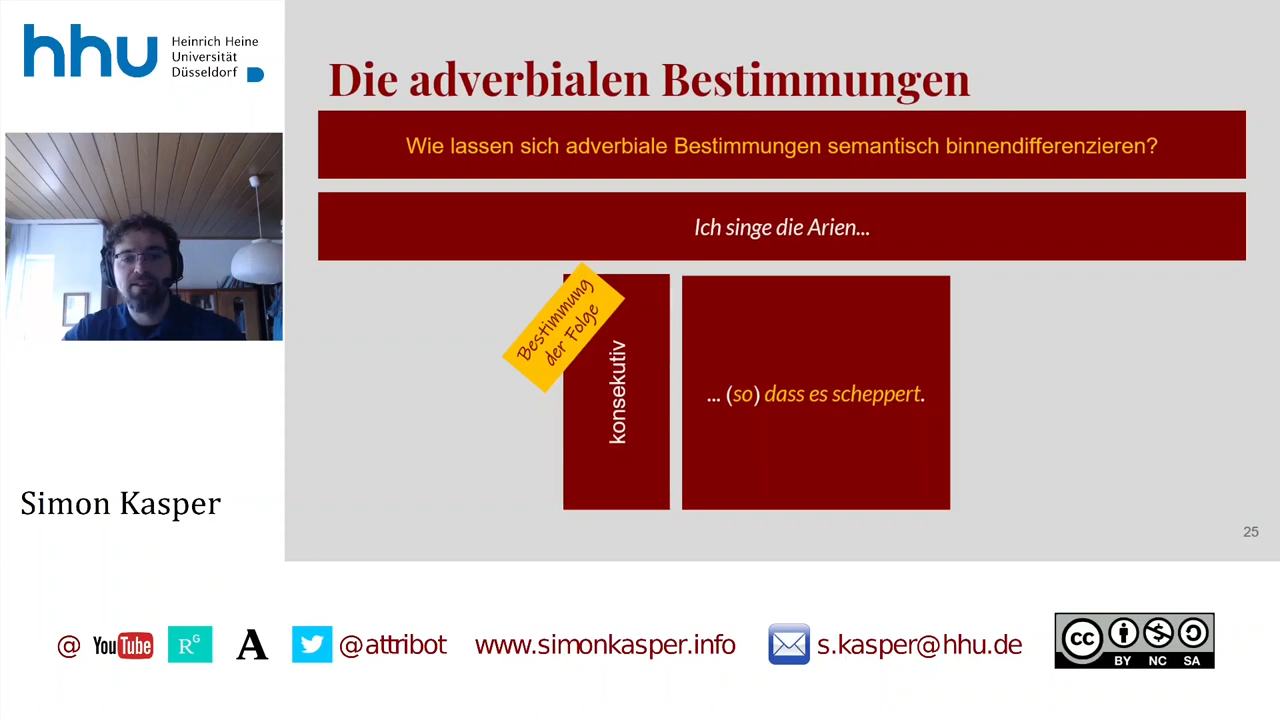 hhu
Heinrich Heine
Universität
Düsseldorf
Die adverbialen Bestimmungen
Wie lassen sich adverbiale Bestimmungen semantisch binnendifferenzieren?
Ich singe die Arien...
Bestimmung
der Folge
konsekutiv
... (so) dass es scheppert.
Simon Kasper
25
@ YouTube RG A @attribot www.simonkasper.info s.kasper@hhu.de
cc
BY NC SA